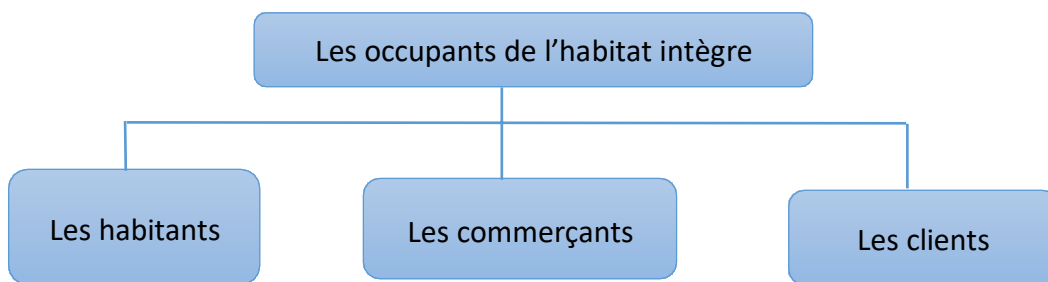 Les occupants de l’habitat intègre
Les habitants
Les commerçants
Les clients